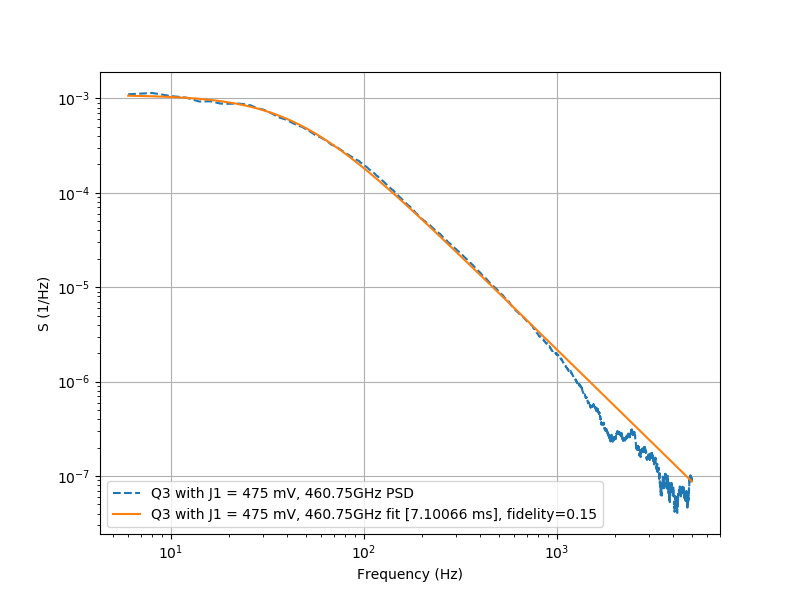 S (1/Hz)
10⁻³
10⁻⁴
10⁻⁵
10⁻⁶
10⁻⁷
Q3 with J1 = 475 mV, 460.75GHz PSD
Q3 with J1 = 475 mV, 460.75GHz fit [7.10066 ms], fidelity=0.15
10¹ 10² 10³
Frequency (Hz)